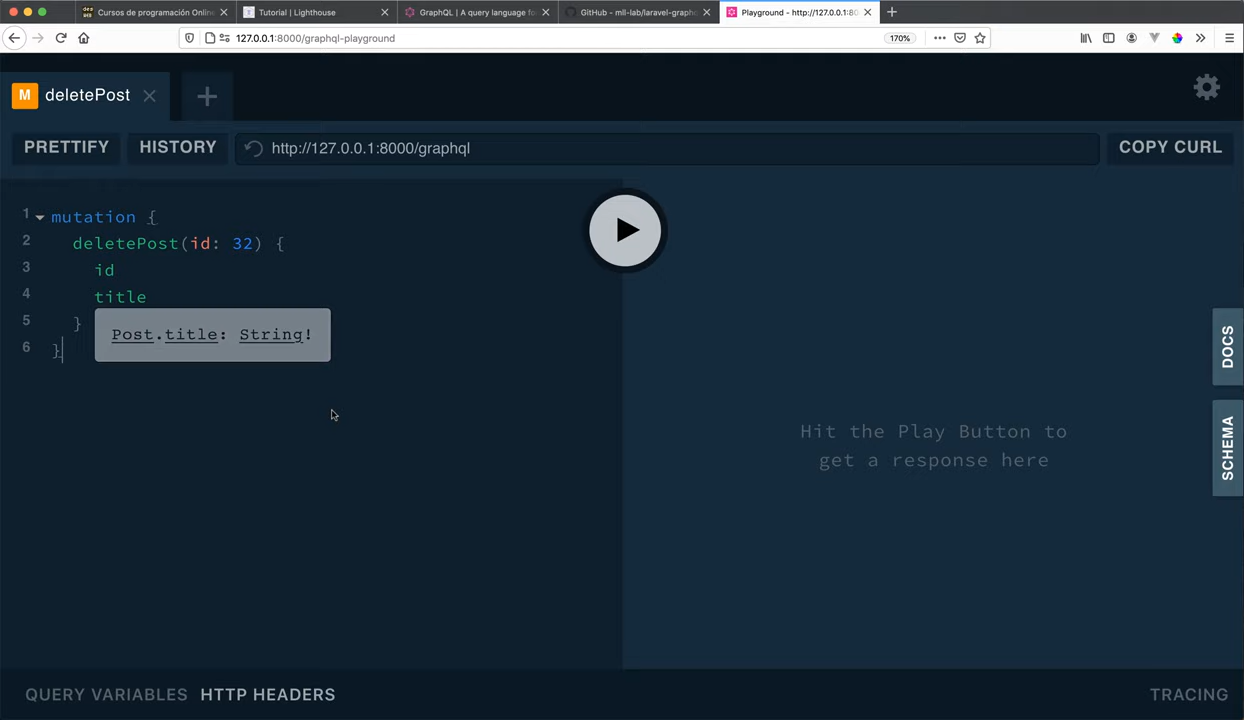 Cursos de programación Online
Tutorial | Lighthouse
GraphQL | A query language fo
GitHub - mll-lab/laravel-graph
Playground - http://127.0.0.1:80
127.0.0.1:8000/graphql-playground
170%
M deletePost
PRETTIFY
HISTORY
http://127.0.0.1:8000/graphql
COPY CURL
1 mutation {
2 deletePost(id: 32) {
3 id
4 title
5 }
Post.title: String!
6 }
Hit the Play Button to
get a response here
DOCS
SCHEMA
QUERY VARIABLES
HTTP HEADERS
TRACING